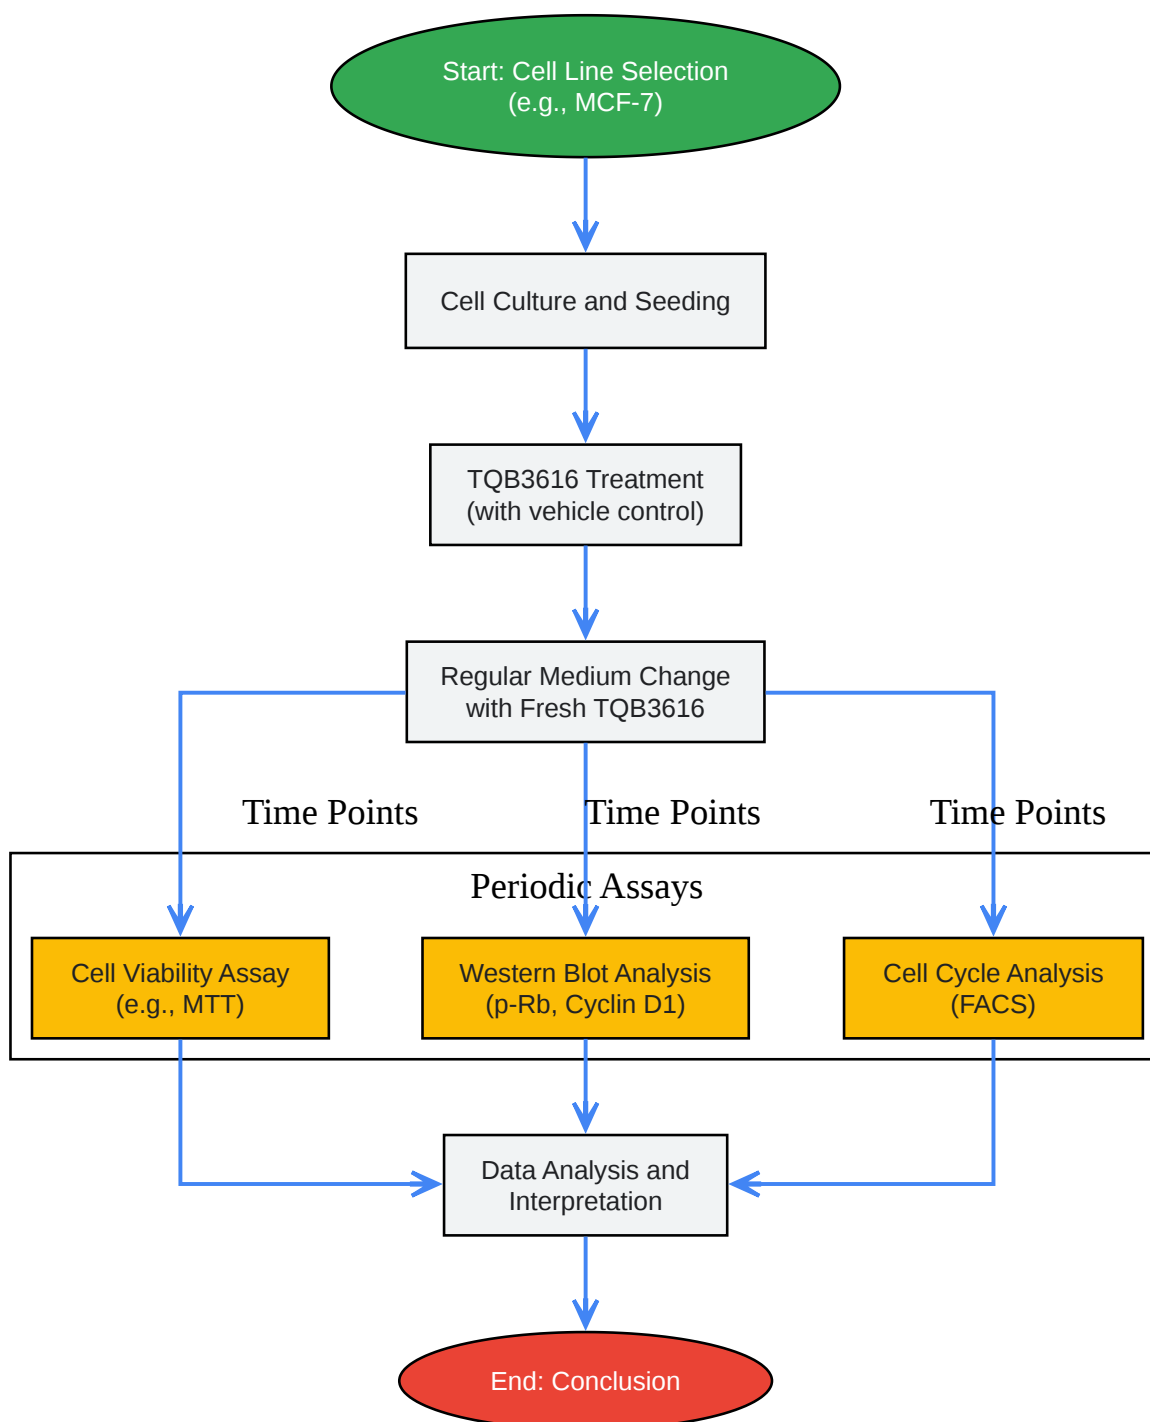 Start: Cell Line Selection
(e.g., MCF-7)
Cell Culture and Seeding
TQB3616 Treatment
(with vehicle control)
Regular Medium Change
with Fresh TQB3616
Time Points
Time Points
Time Points
Periodic Assays
Cell Viability Assay
(e.g., MTT)
Western Blot Analysis
(p-Rb, Cyclin D1)
Cell Cycle Analysis
(FACS)
Data Analysis and
Interpretation
End: Conclusion